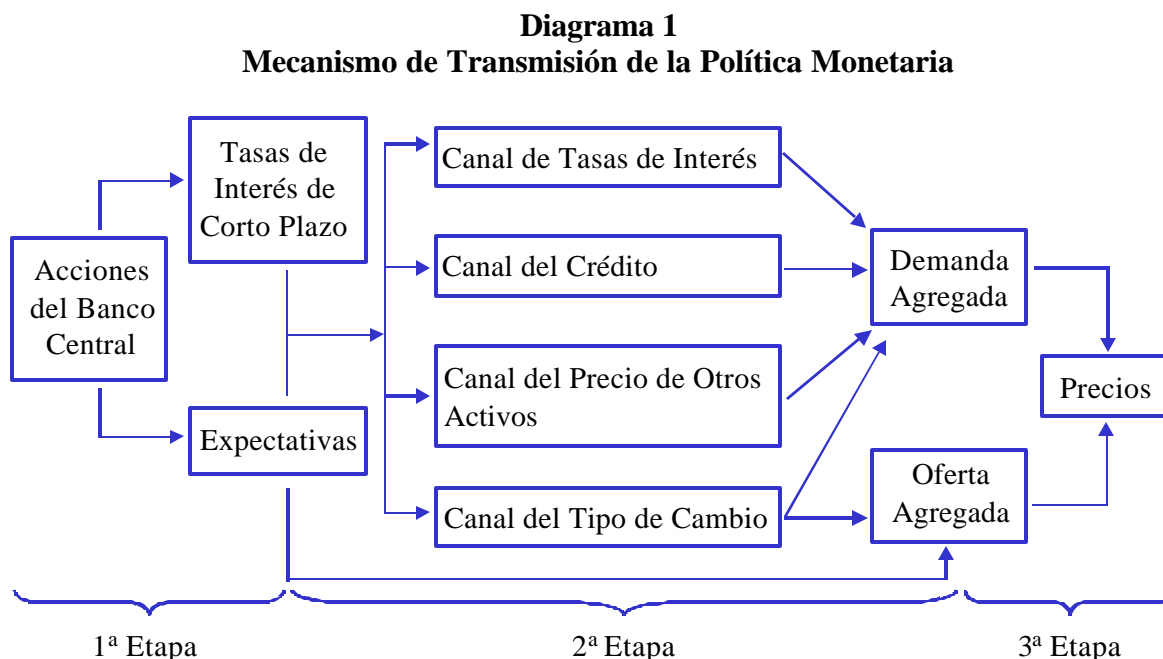 Diagrama 1
Mecanismo de Transmisión de la Política Monetaria
Acciones
del Banco
Central
Tasas de
Interés de
Corto Plazo
Expectativas
Canal de Tasas de Interés
Canal del Crédito
Canal del Precio de Otros
Activos
Canal del Tipo de Cambio
Demanda
Agregada
Oferta
Agregada
Precios
1ª Etapa
2ª Etapa
3ª Etapa